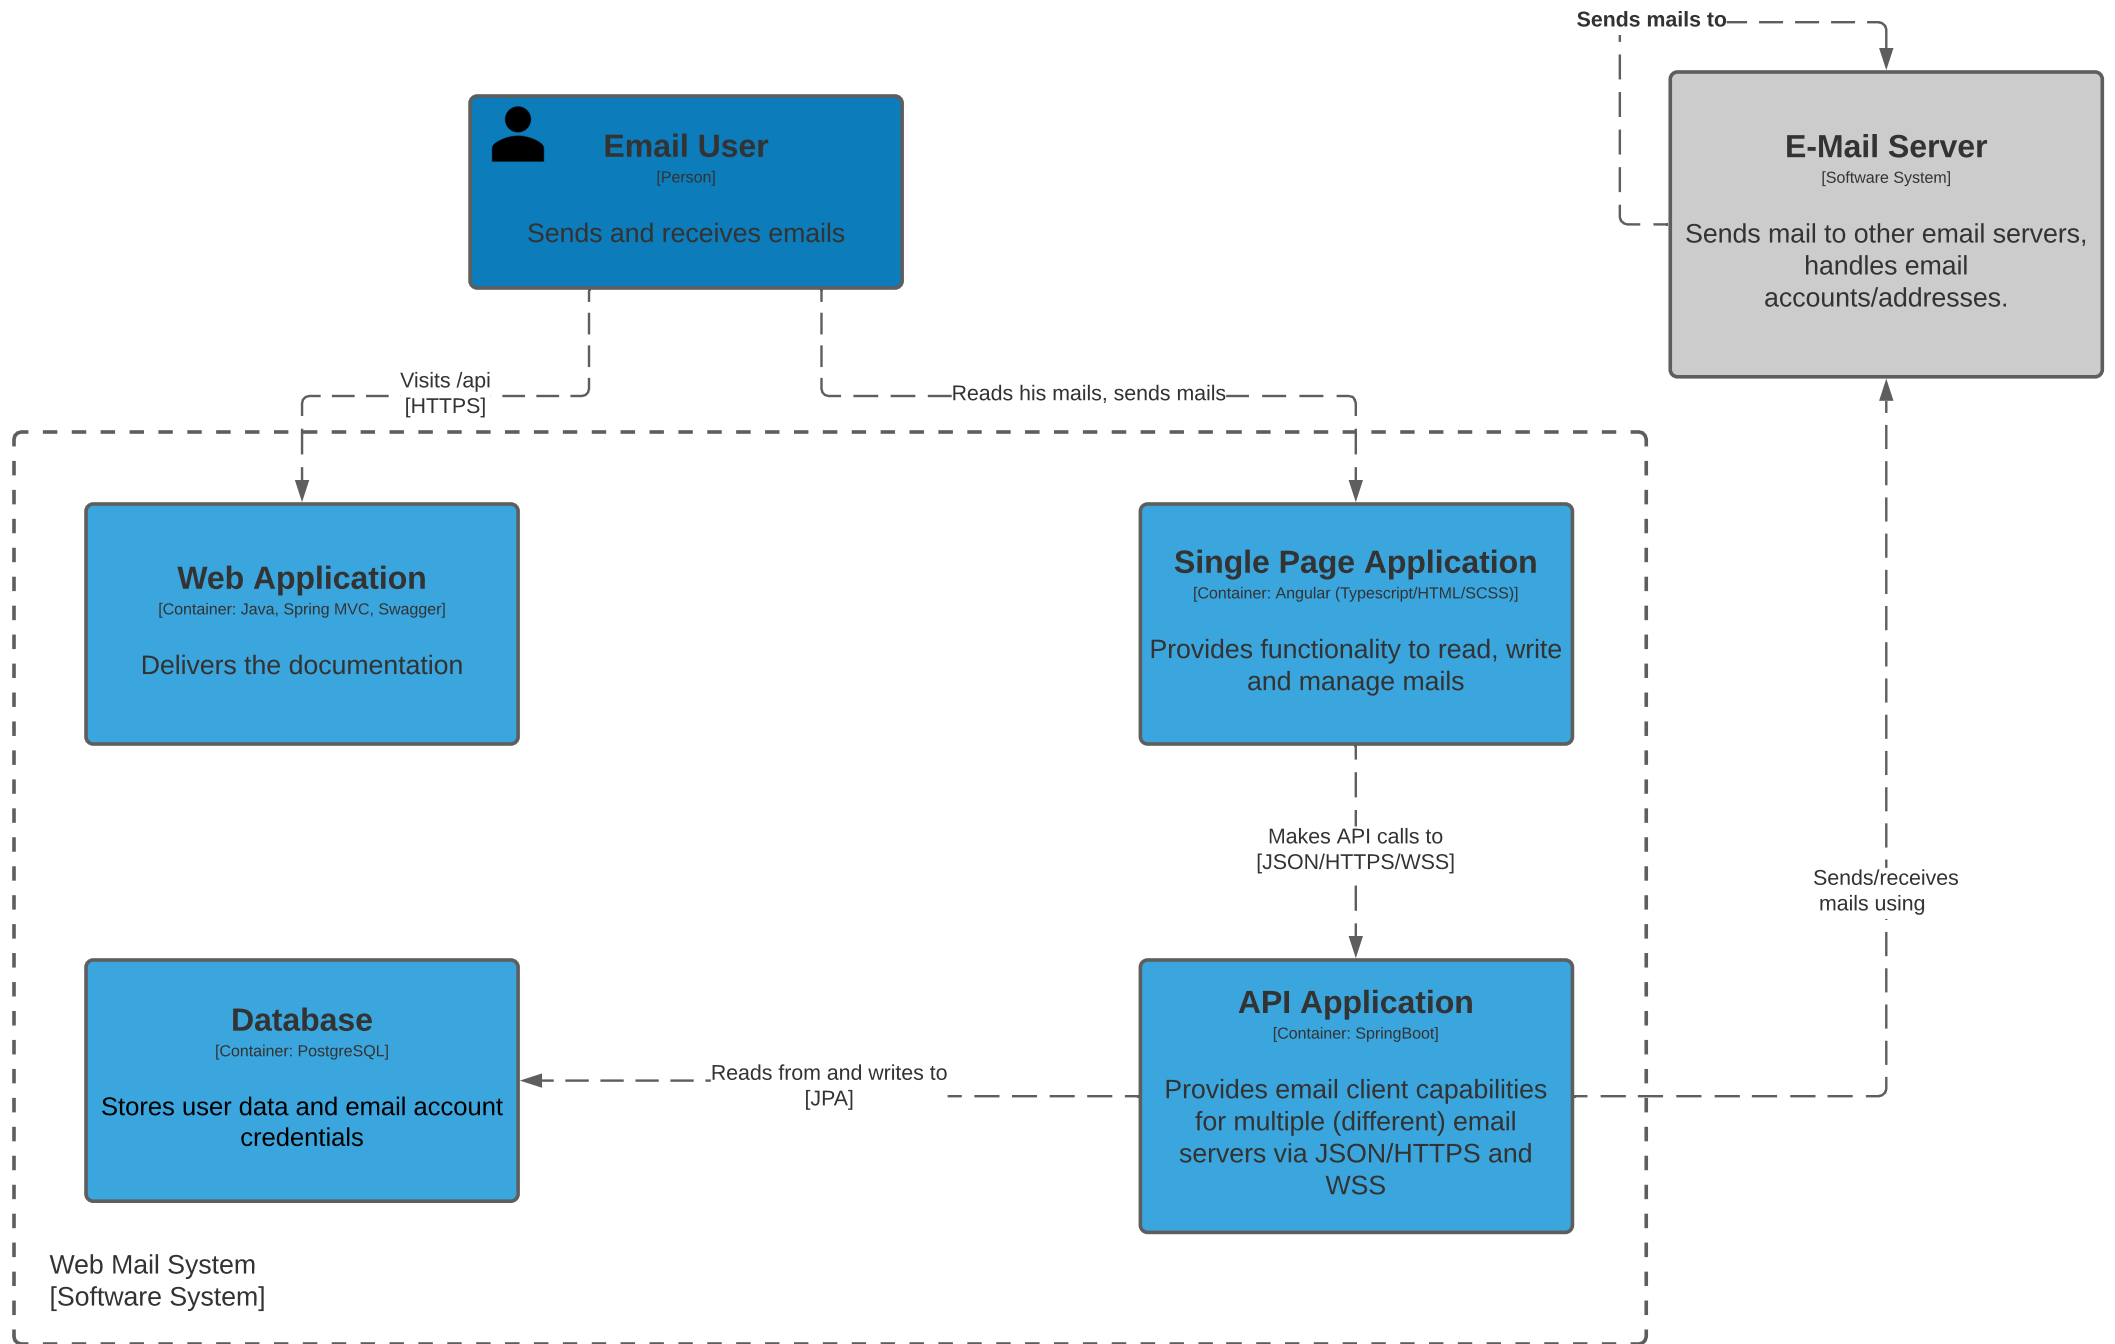 Sends mails to
Email User
[Person]
Sends and receives emails
E-Mail Server
[Software System]
Sends mail to other email servers,
handles email
accounts/addresses.
Visits /api
[HTTPS]
Reads his mails, sends mails
Web Application
[Container: Java, Spring MVC, Swagger]
Delivers the documentation
Single Page Application
[Container: Angular (Typescript/HTML/SCSS)]
Provides functionality to read, write
and manage mails
Makes API calls to
[JSON/HTTPS/WSS]
Sends/receives
mails using
Database
[Container: PostgreSQL]
Stores user data and email account
credentials
Reads from and writes to
[JPA]
API Application
[Container: SpringBoot]
Provides email client capabilities
for multiple (different) email
servers via JSON/HTTPS and
WSS
Web Mail System
[Software System]